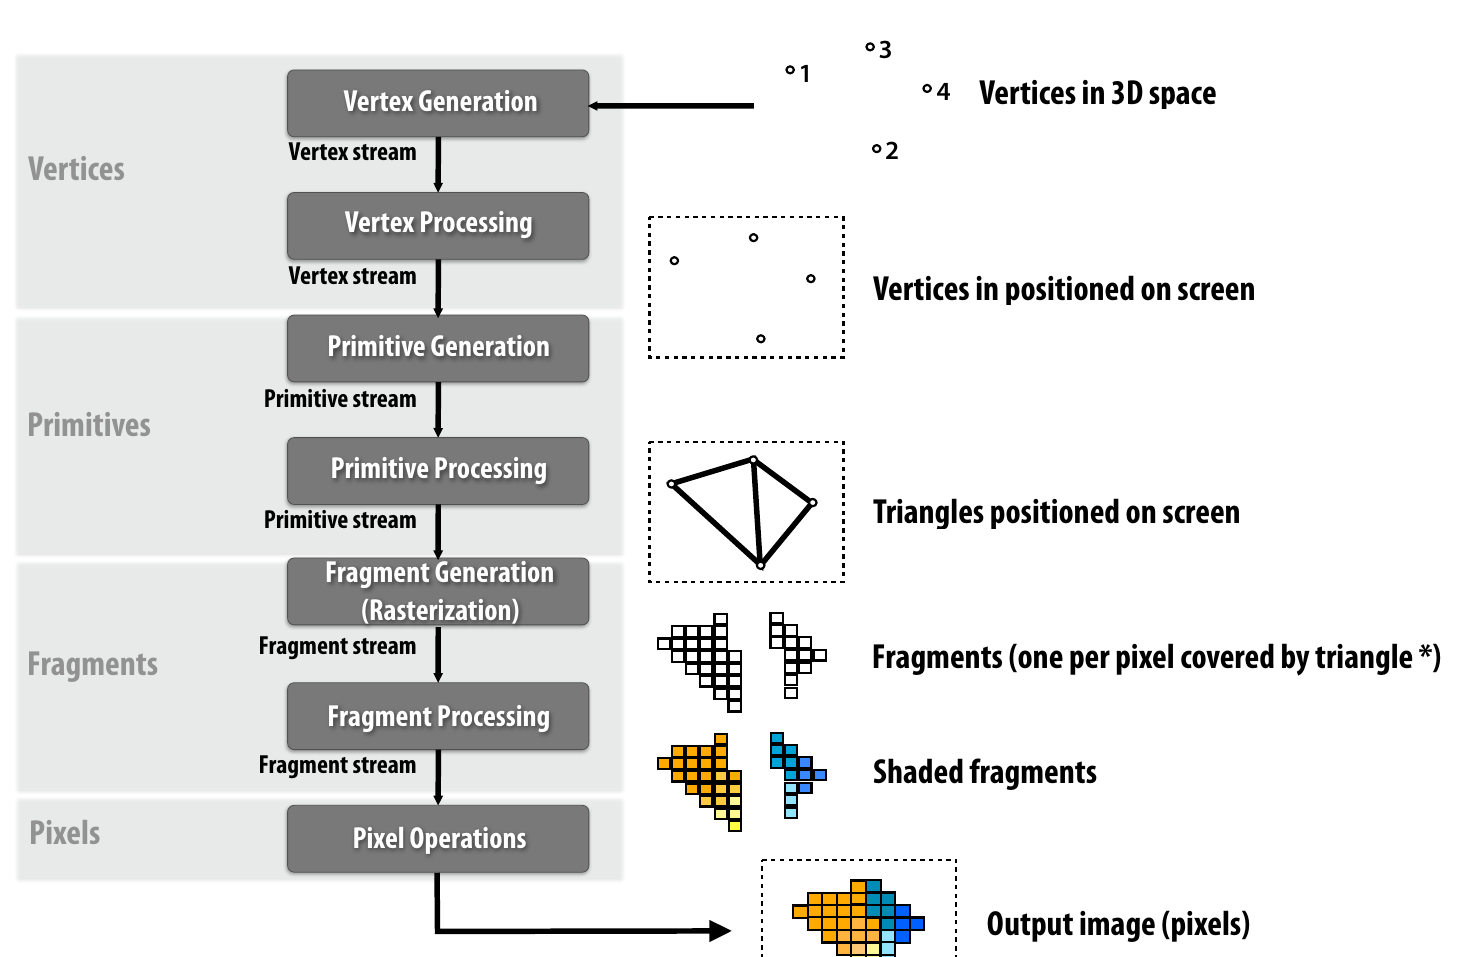 3
1
Vertex Generation
4
Vertices in 3D space
Vertex stream
2
Vertices
Vertex Processing
Vertex stream
Vertices in positioned on screen
Primitive Generation
Primitive stream
Primitives
Primitive Processing
Primitive stream
Triangles positioned on screen
Fragment Generation
(Rasterization)
Fragment stream
Fragments
Fragments (one per pixel covered by triangle *)
Fragment Processing
Fragment stream
Shaded fragments
Pixels
Pixel Operations
Output image (pixels)